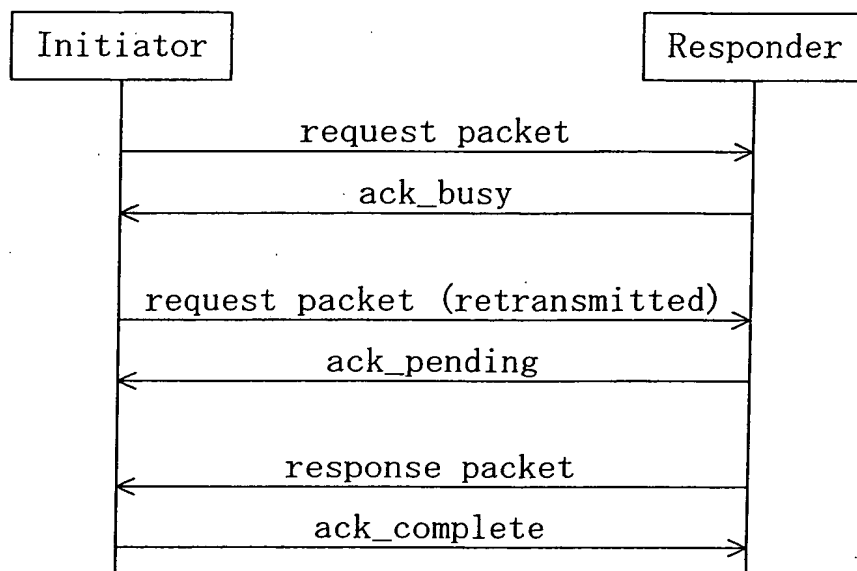 Initiator
Responder
request packet
ack_busy
request packet (retransmitted)
ack_pending
response packet
ack_complete